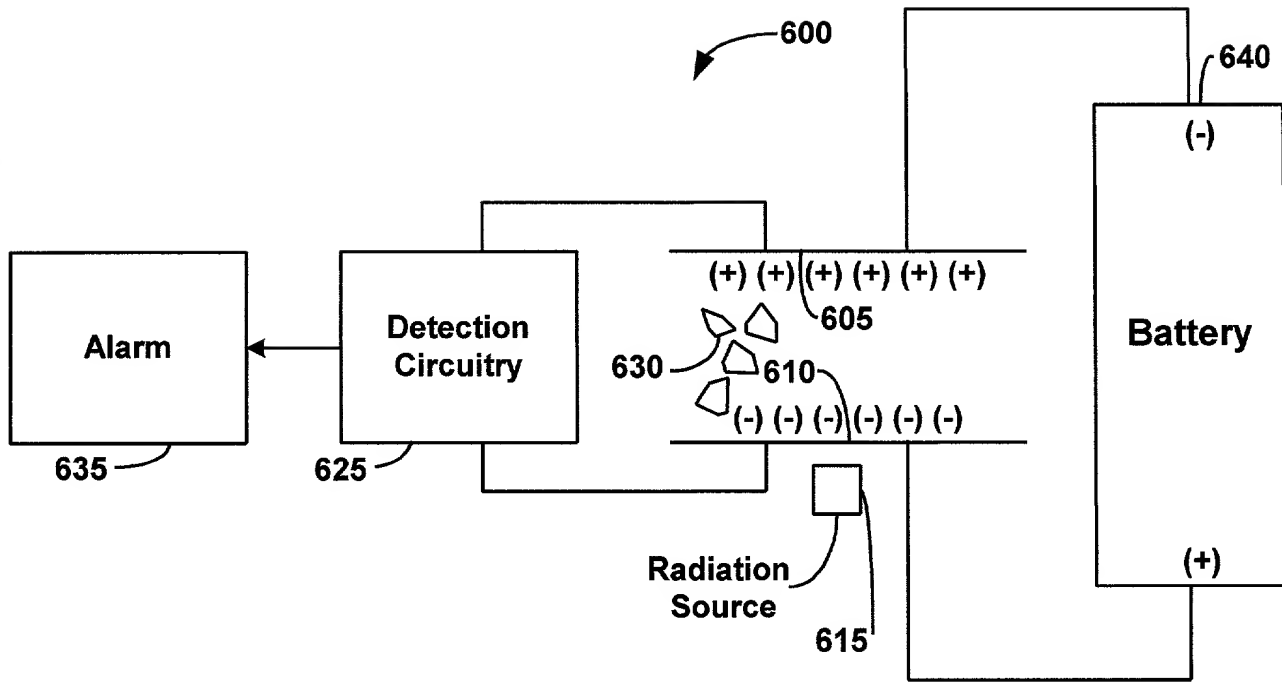 600
640
(-)
(+) (+) (+) (+) (+) (+)
605
Alarm
Detection
Circuitry
Battery
630
610
(-) (-) (-) (-) (-) (-)
635
625
(+)
Radiation
Source
615